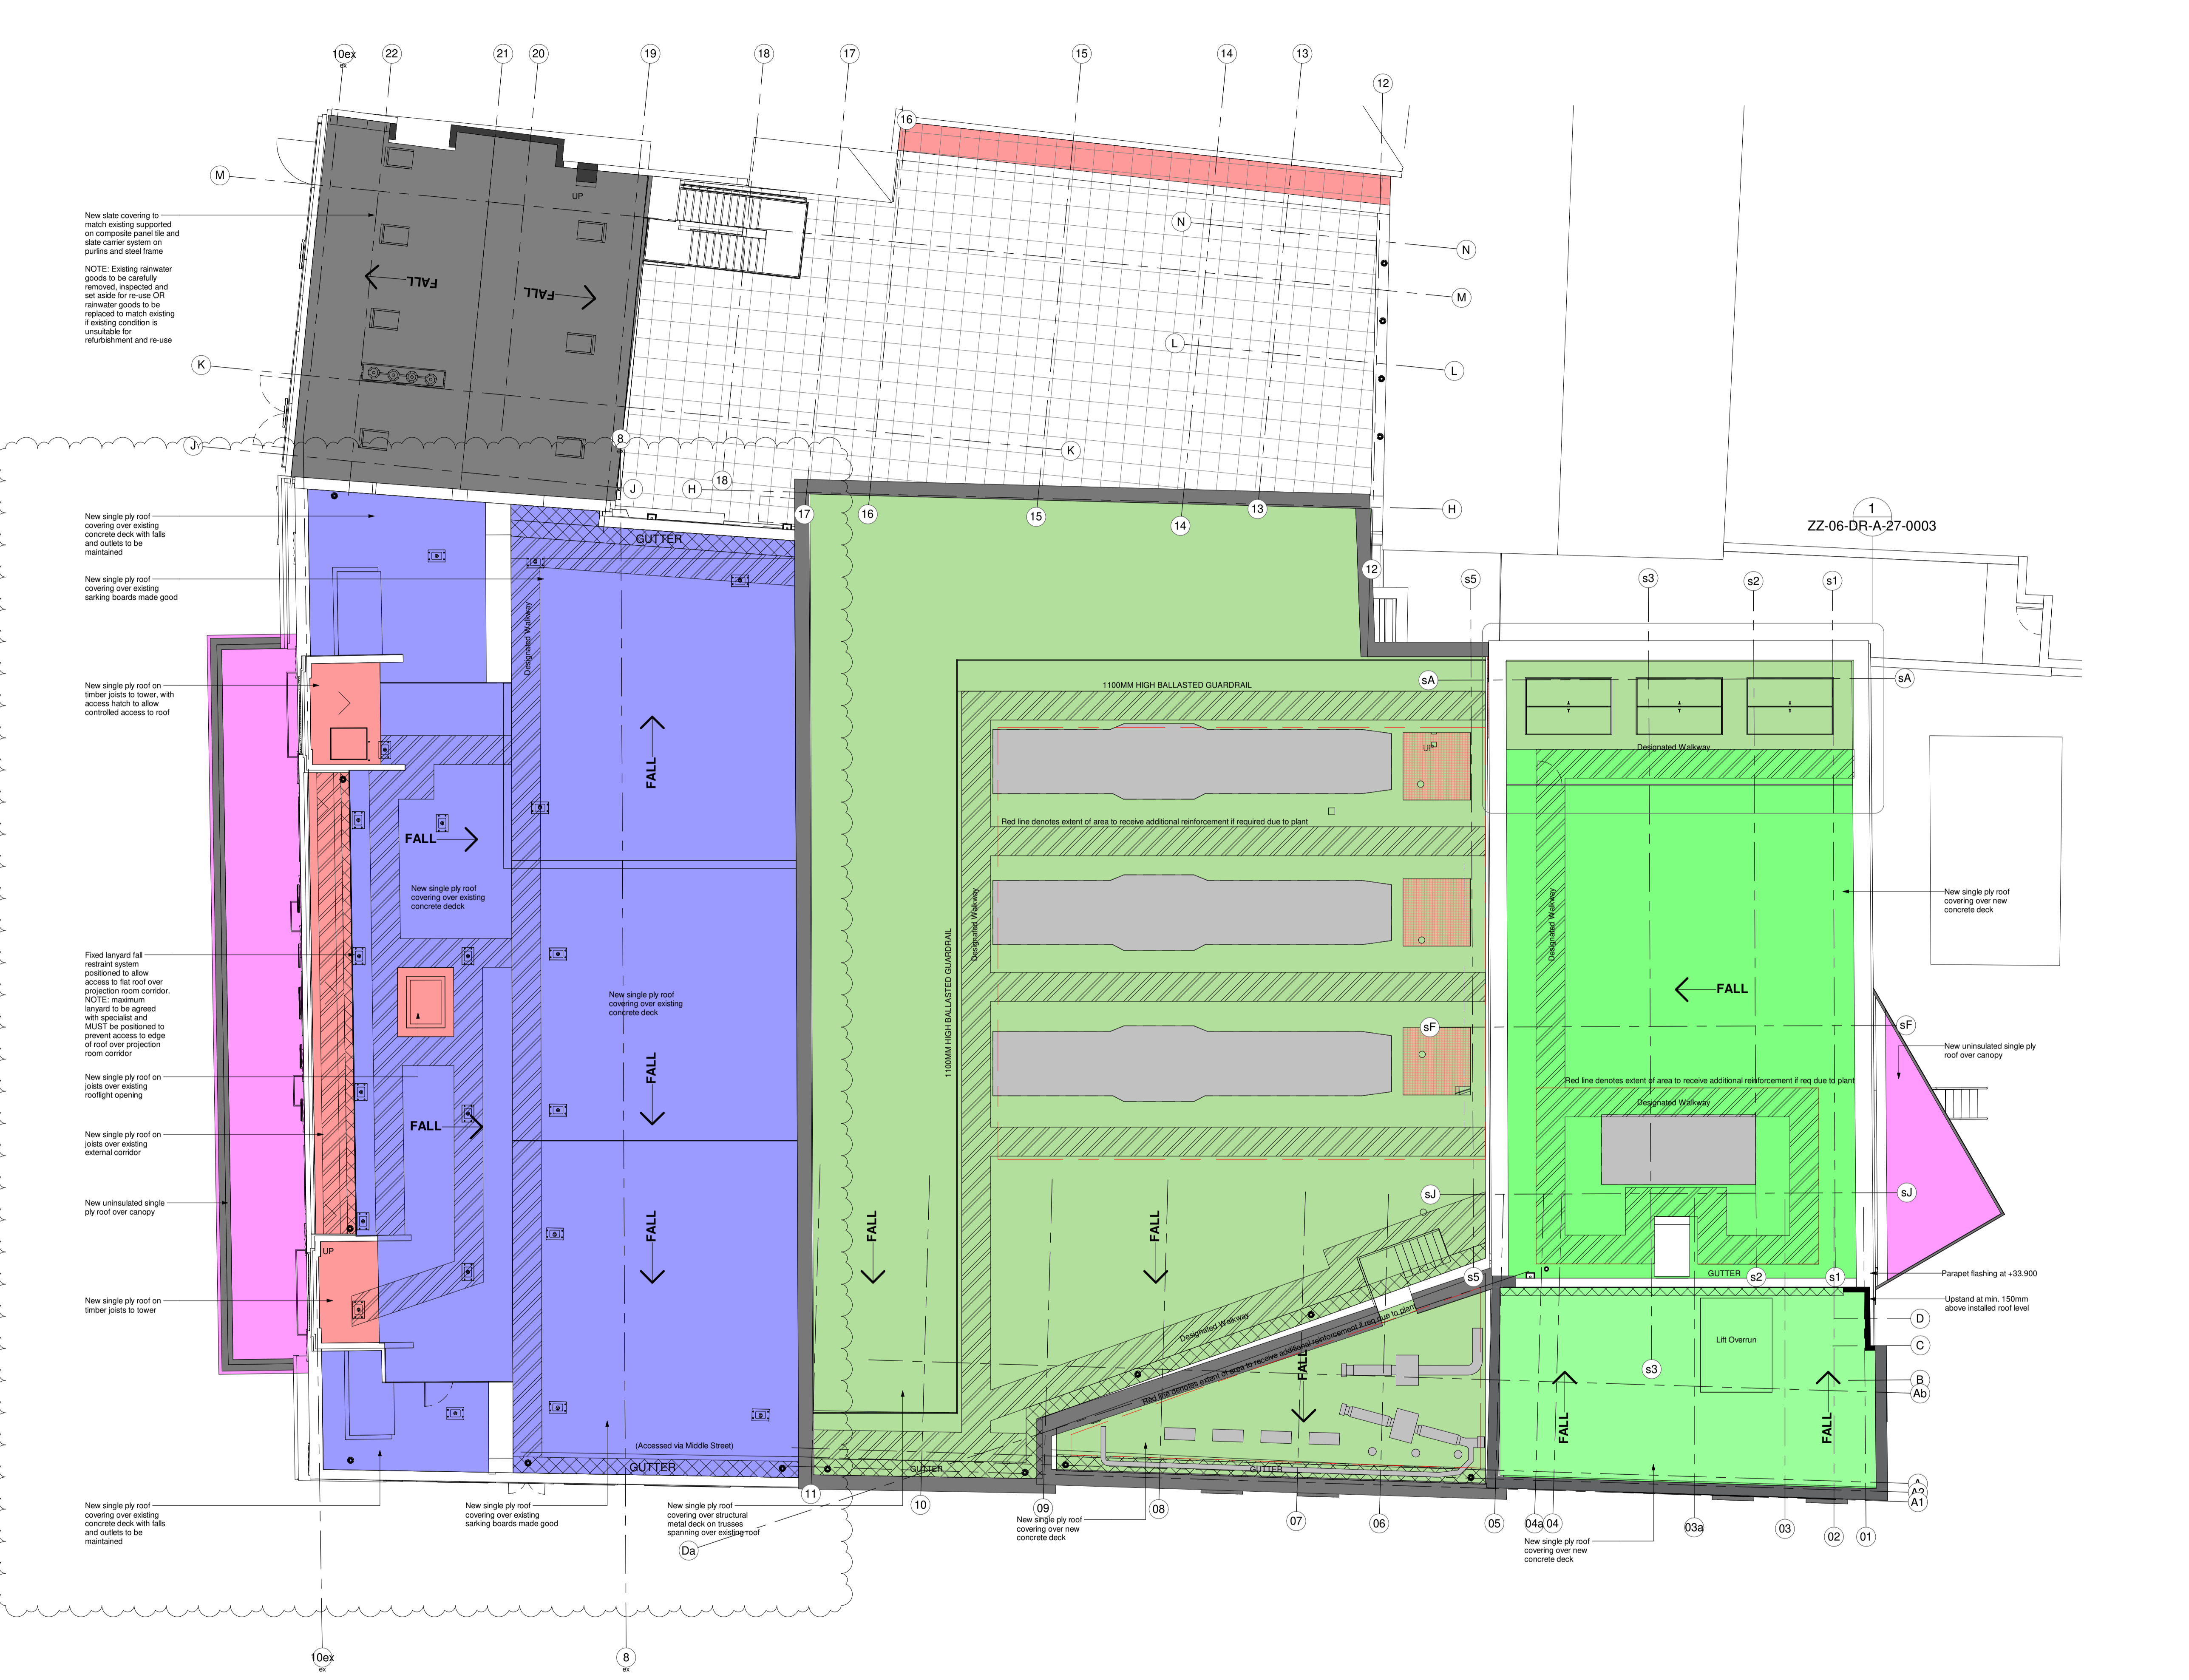 10ex
ex
22
21
20
19
18
17
15
14
13
12
16
M
UP
N
N
New slate covering to
match existing supported
on composite panel tile and
slate carrier system on
purlins and steel frame
NOTE: Existing rainwater
goods to be carefully
removed, inspected and
set aside for re-use OR
rainwater goods to be
replaced to match existing
if existing condition is
unsuitable for
refurbishment and re-use
FALL
FALL
M
L
L
K
K
J
8
J
18
H
17
16
15
14
13
H
12
1
ZZ-06-DR-A-27-0003
New single ply roof
covering over existing
concrete deck with falls
and outlets to be
maintained
GUTTER
New single ply roof
covering over existing
sarking boards made good
Designated Walkway
s5
s3
s2
s1
sA
sA
1100MM HIGH BALLASTED GUARDRAIL
New single ply roof on
timber joists to tower, with
access hatch to allow
controlled access to roof
FALL
UP
Designated Walkway
Red line denotes extent of area to receive additional reinforcement if required due to plant
FALL
New single ply roof
covering over existing
concrete dedck
Designated Walkway
Designated Walkway
1100MM HIGH BALLASTED GUARDRAIL
New single ply roof
covering over new
concrete deck
Fixed lanyard fall
restraint system
positioned to allow
access to flat roof over
projection room corridor.
NOTE: maximum
lanyard to be agreed
with specialist and
MUST be positioned to
prevent access to edge
of roof over projection
room corridor
New single ply roof
covering over existing
concrete deck
FALL
sF
sF
New uninsulated single ply
roof over canopy
FALL
New single ply roof on
joists over existing
rooflight opening
Red line denotes extent of area to receive additional reinforcement if req due to plant
Designated Walkway
FALL
New single ply roof on
joists over existing
external corridor
New uninsulated single
ply roof over canopy
sJ
sJ
FALL
FALL
FALL
UP
s5
GUTTER
s2
s1
Parapet flashing at +33.900
New single ply roof on
timber joists to tower
Upstand at min. 150mm
above installed roof level
Designated Walkway
Red line denotes extent of area to receive additional reinforcement if req due to plant
Lift Overrun
D
C
s3
B
Ab
FALL
FALL
FALL
(Accessed via Middle Street)
GUTTER
GUTTER
GUTTER
A
A2
A1
11
10
09
08
07
06
05
04a
04
03a
03
02
01
New single ply roof
covering over existing
concrete deck with falls
and outlets to be
maintained
New single ply roof
covering over existing
sarking boards made good
New single ply roof
covering over structural
metal deck on trusses
spanning over existing roof
New single ply roof
covering over new
concrete deck
New single ply roof
covering over new
concrete deck
Da
10ex
ex
8
ex